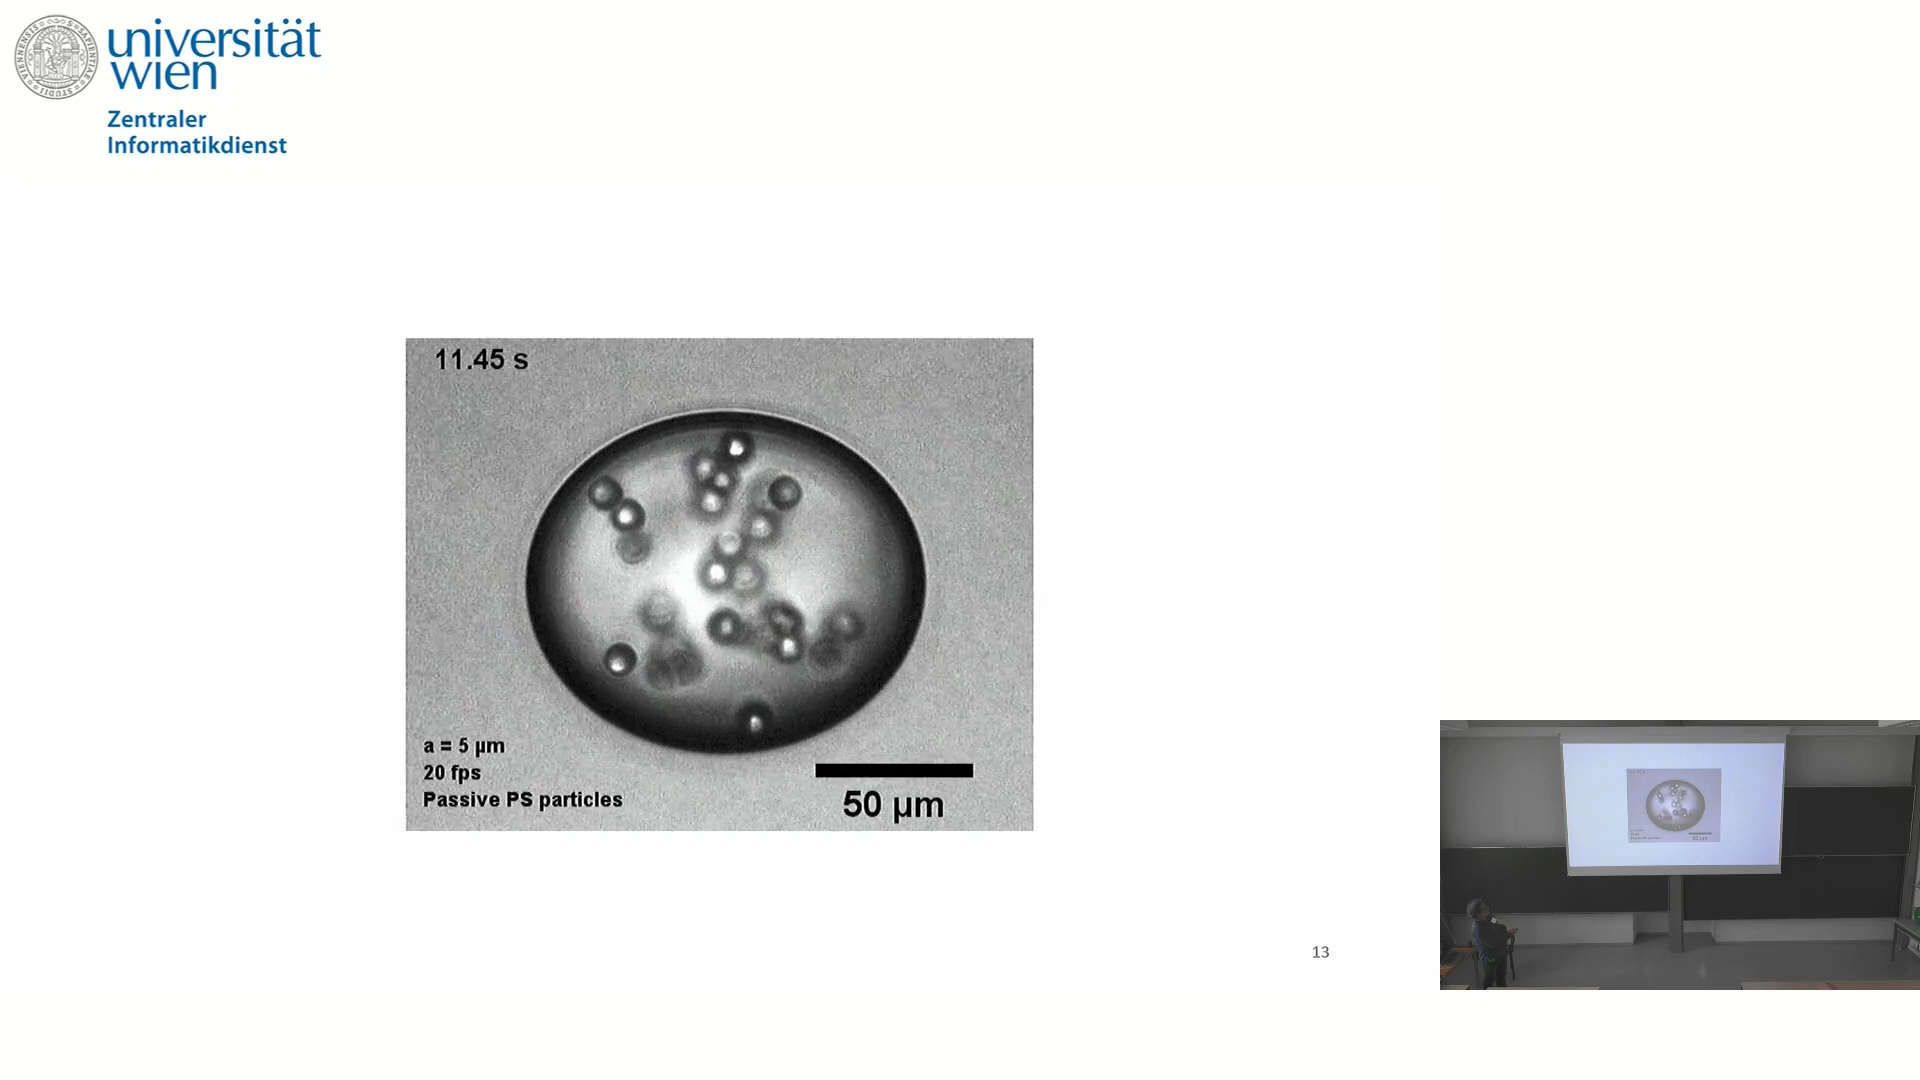 universität
wien
Zentraler
Informatikdienst
11.45 s
a = 5 µm
20 fps
Passive PS particles
50 µm
13